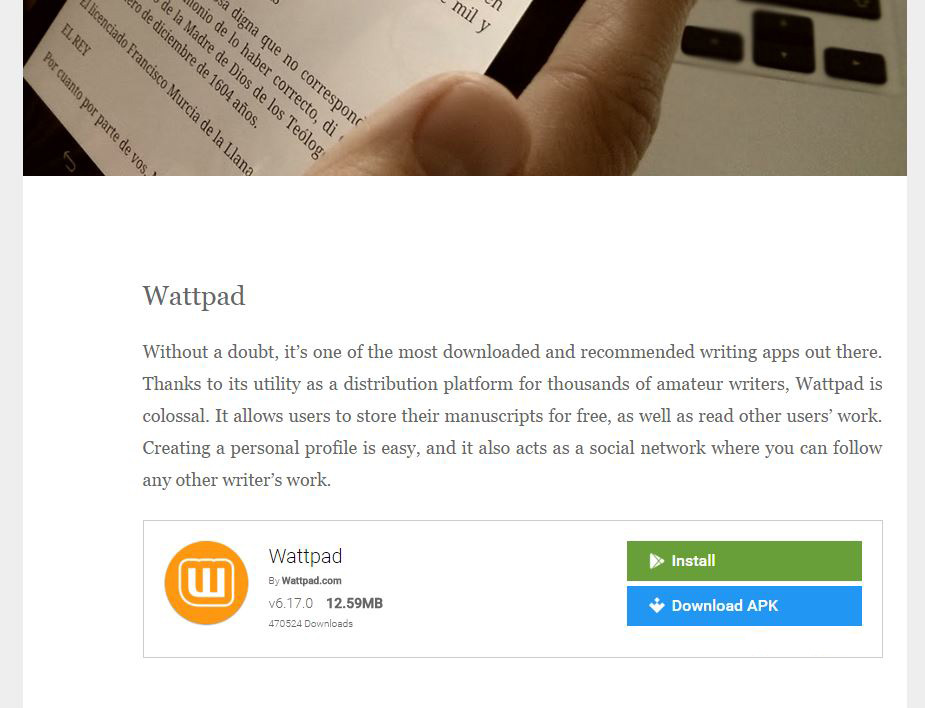 en
mil y
sa digna que no correspond
monio de lo haber correcto, di
s de la Madre de Dios de los Teólog
ero de diciembre de 1604 años.
El licenciado Francisco Murcia de la Llana
EL REY
Por cuanto por parte de vos,
Wattpad
Without a doubt, it’s one of the most downloaded and recommended writing apps out there.
Thanks to its utility as a distribution platform for thousands of amateur writers, Wattpad is
colossal. It allows users to store their manuscripts for free, as well as read other users’ work.
Creating a personal profile is easy, and it also acts as a social network where you can follow
any other writer’s work.
Wattpad
By Wattpad.com
v6.17.0 12.59MB
470524 Downloads
Install
Download APK